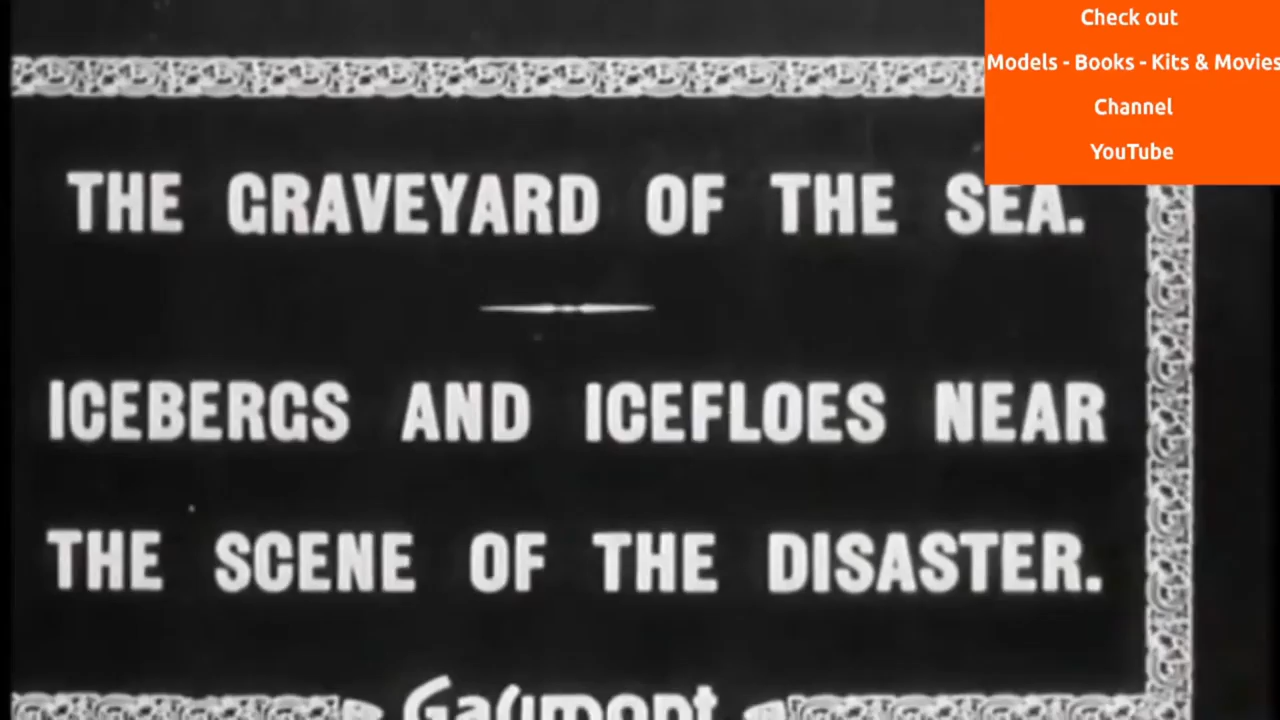 Check out
Models - Books - Kits & Movies
Channel
YouTube
THE GRAVEYARD OF THE SEA.
ICEBERGS AND ICEFLOES NEAR
THE SCENE OF THE DISASTER.
Gaumont